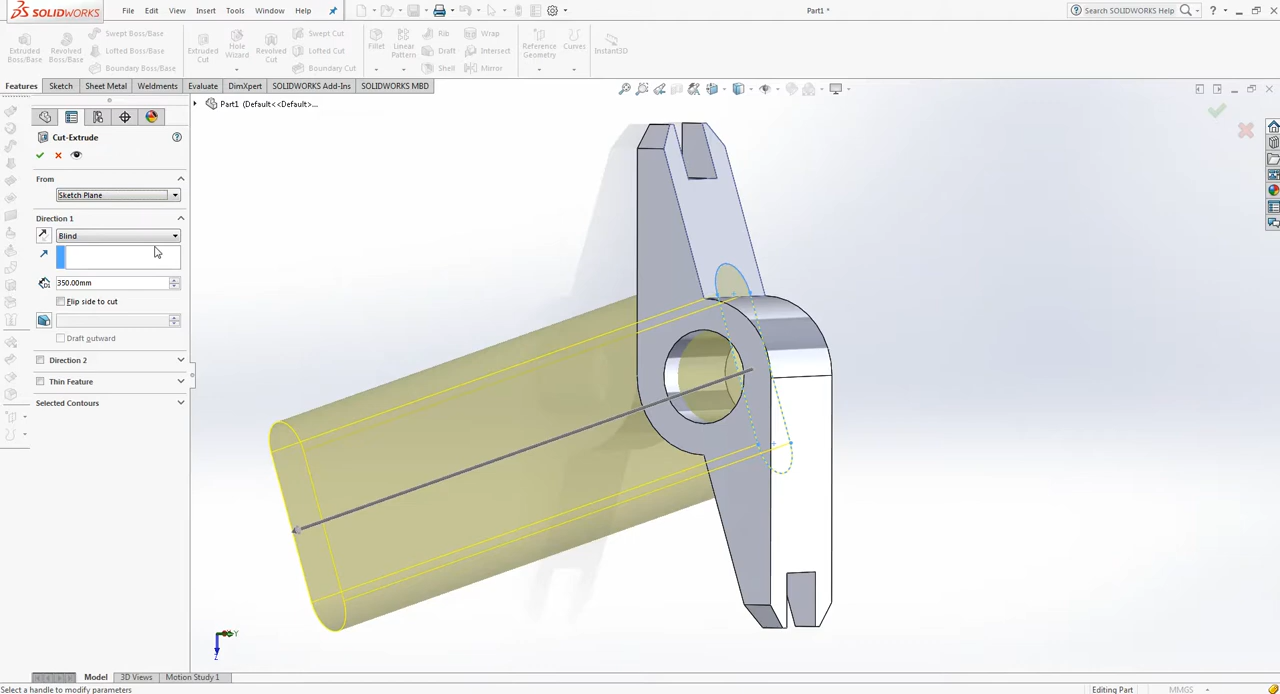 SOLIDWORKS
File Edit View Insert Tools Window Help
Part1 *
Search SOLIDWORKS Help
Extruded Boss/Base
Revolved Boss/Base
Swept Boss/Base
Lofted Boss/Base
Boundary Boss/Base
Extruded Cut
Hole Wizard
Revolved Cut
Swept Cut
Lofted Cut
Boundary Cut
Fillet
Linear Pattern
Rib
Draft
Shell
Wrap
Intersect
Mirror
Reference Geometry
Curves
Instant3D
Features Sketch Sheet Metal Weldments Evaluate DimXpert SOLIDWORKS Add-Ins SOLIDWORKS MBD
Part1 (Default<<Default>...
Cut-Extrude
From
Sketch Plane
Direction 1
Blind
350.00mm
Flip side to cut
Draft outward
Direction 2
Thin Feature
Selected Contours
Y
Z
Model 3D Views Motion Study 1
Select a handle to modify parameters
Editing Part
MMGS